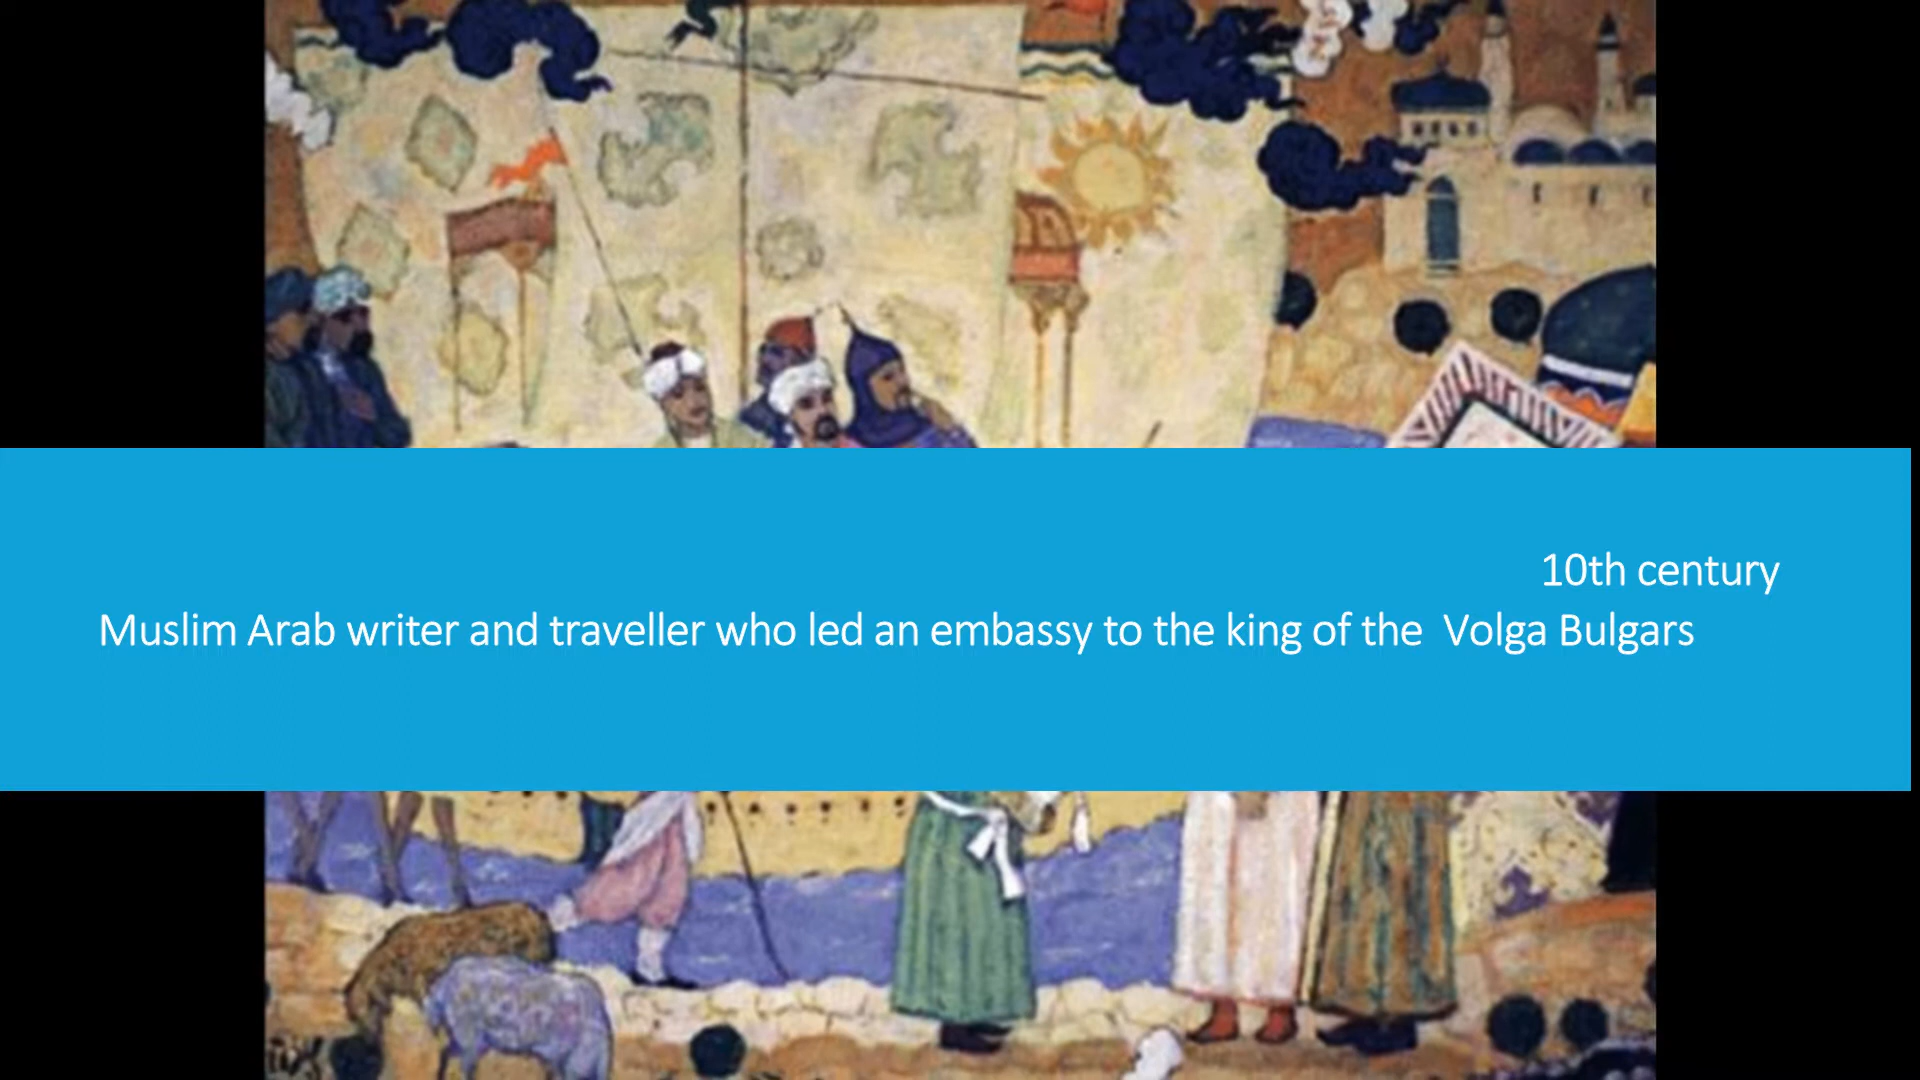 10th century
Muslim Arab writer and traveller who led an embassy to the king of the Volga Bulgars